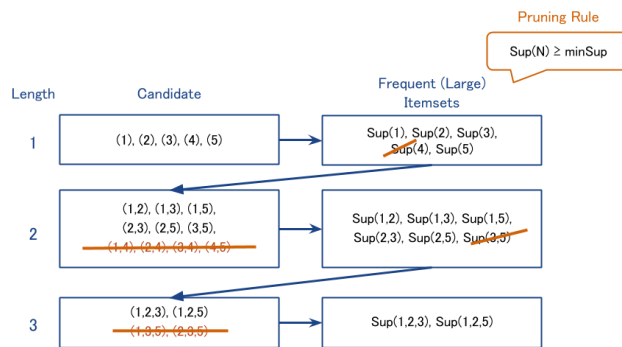 Pruning Rule
Sup(N) ≥ minSup
Length
Candidate
Frequent (Large)
Itemsets
1
(1), (2), (3), (4), (5)
Sup(1), Sup(2), Sup(3),
Sup(4), Sup(5)
2
(1,2), (1,3), (1,5),
(2,3), (2,5), (3,5),
(1,4), (2,4), (3,4), (4,5)
Sup(1,2), Sup(1,3), Sup(1,5),
Sup(2,3), Sup(2,5), Sup(3,5)
3
(1,2,3), (1,2,5)
(1,3,5), (2,3,5)
Sup(1,2,3), Sup(1,2,5)